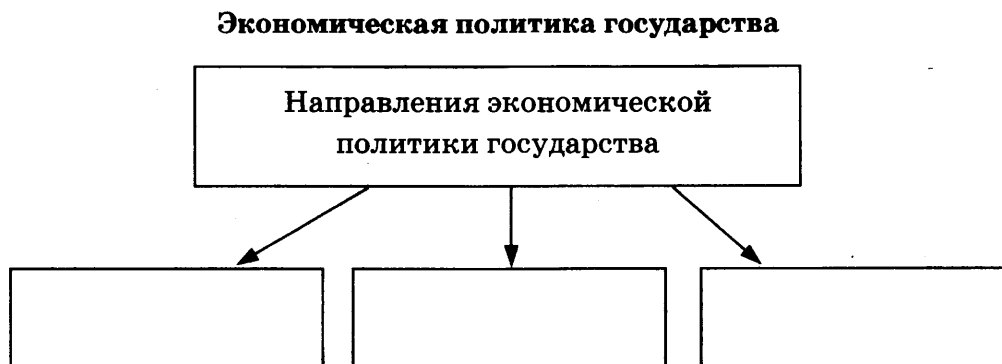 Экономическая политика государства
Направления экономической
политики государства